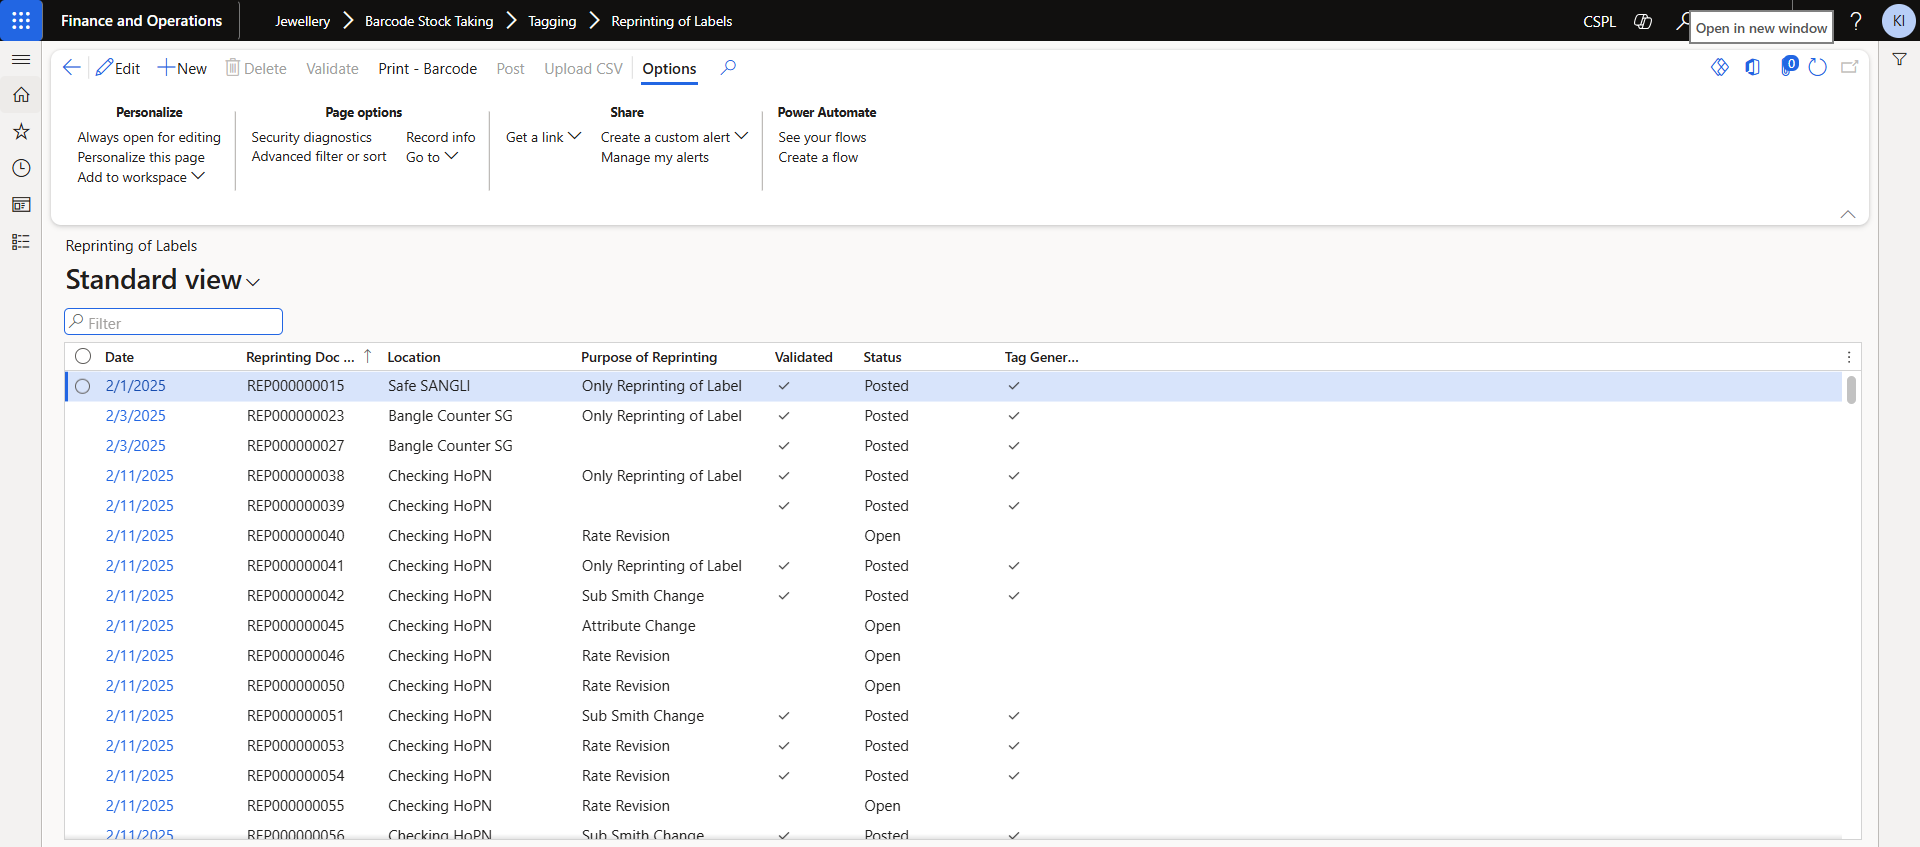 Finance and Operations
Jewellery Barcode Stock Taking Tagging Reprinting of Labels
CSPL
Open in new window
?
KI
Edit New Delete Validate Print - Barcode Post Upload CSV Options
0
Personalize
Always open for editing
Personalize this page
Add to workspace
Page options
Security diagnostics Record info
Advanced filter or sort Go to
Share
Get a link Create a custom alert
Manage my alerts
Power Automate
See your flows
Create a flow
Reprinting of Labels
Standard view
Filter
Date Reprinting Doc ... Location Purpose of Reprinting Validated Status Tag Gener...
2/1/2025 REP000000015 Safe SANGLI Only Reprinting of Label Posted
2/3/2025 REP000000023 Bangle Counter SG Only Reprinting of Label Posted
2/3/2025 REP000000027 Bangle Counter SG Posted
2/11/2025 REP000000038 Checking HoPN Only Reprinting of Label Posted
2/11/2025 REP000000039 Checking HoPN Posted
2/11/2025 REP000000040 Checking HoPN Rate Revision Open
2/11/2025 REP000000041 Checking HoPN Only Reprinting of Label Posted
2/11/2025 REP000000042 Checking HoPN Sub Smith Change Posted
2/11/2025 REP000000045 Checking HoPN Attribute Change Open
2/11/2025 REP000000046 Checking HoPN Rate Revision Open
2/11/2025 REP000000050 Checking HoPN Rate Revision Open
2/11/2025 REP000000051 Checking HoPN Sub Smith Change Posted
2/11/2025 REP000000053 Checking HoPN Rate Revision Posted
2/11/2025 REP000000054 Checking HoPN Rate Revision Posted
2/11/2025 REP000000055 Checking HoPN Rate Revision Open
2/11/2025 REP000000056 Checking HoPN Sub Smith Change Posted